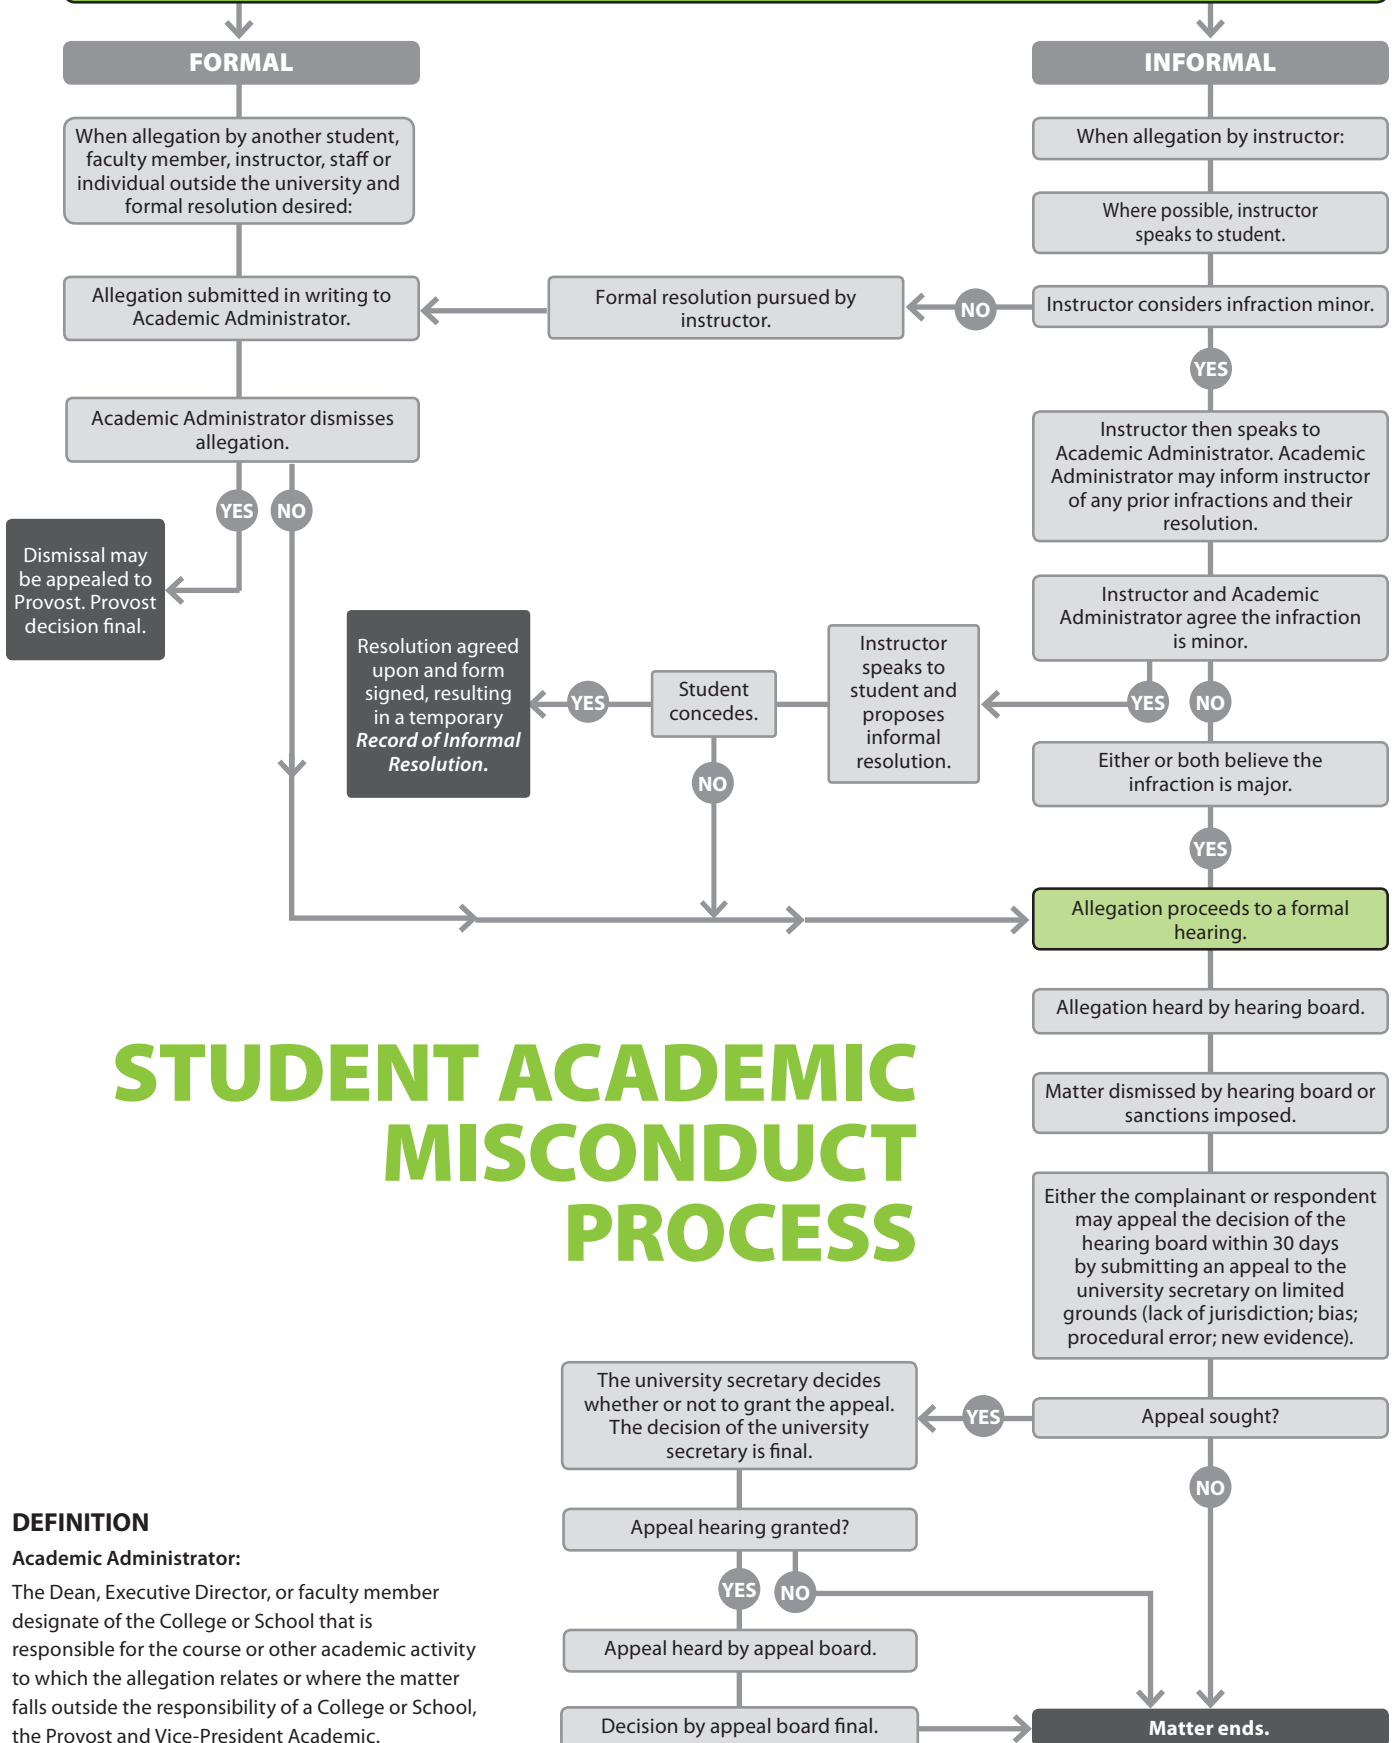 FORMAL
When allegation by another student,
faculty member, instructor, staff or
individual outside the university and
formal resolution desired:
Allegation submitted in writing to
Academic Administrator.
Academic Administrator dismisses
allegation.
YES
NO
Dismissal may
be appealed to
Provost. Provost
decision final.
INFORMAL
When allegation by instructor:
Where possible, instructor
speaks to student.
Instructor considers infraction minor.
NO
Formal resolution pursued by
instructor.
YES
Instructor then speaks to
Academic Administrator. Academic
Administrator may inform instructor
of any prior infractions and their
resolution.
Instructor and Academic
Administrator agree the infraction
is minor.
YES
NO
Instructor
speaks to
student and
proposes
informal
resolution.
Student
concedes.
YES
NO
Resolution agreed
upon and form
signed, resulting
in a temporary
Record of Informal
Resolution.
Either or both believe the
infraction is major.
YES
Allegation proceeds to a formal
hearing.
Allegation heard by hearing board.
Matter dismissed by hearing board or
sanctions imposed.
Either the complainant or respondent
may appeal the decision of the
hearing board within 30 days
by submitting an appeal to the
university secretary on limited
grounds (lack of jurisdiction; bias;
procedural error; new evidence).
Appeal sought?
YES
NO
The university secretary decides
whether or not to grant the appeal.
The decision of the university
secretary is final.
Appeal hearing granted?
YES
NO
Appeal heard by appeal board.
Decision by appeal board final.
Matter ends.
STUDENT ACADEMIC
MISCONDUCT
PROCESS
DEFINITION
Academic Administrator:
The Dean, Executive Director, or faculty member
designate of the College or School that is
responsible for the course or other academic activity
to which the allegation relates or where the matter
falls outside the responsibility of a College or School,
the Provost and Vice-President Academic.